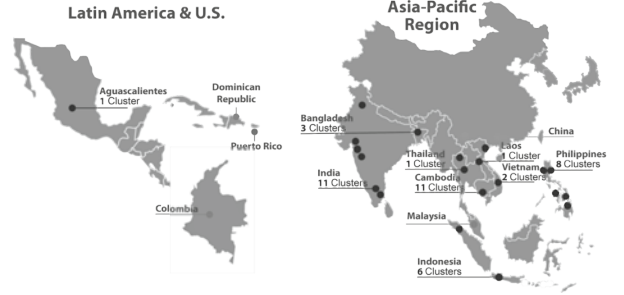 Latin America & U.S.
Aguascalientes
1 Cluster
Dominican
Republic
Puerto Rico
Colombia
Asia-Pacific
Region
Bangladesh
3 Clusters
India
11 Clusters
Thailand
1 Cluster
Cambodia
11 Clusters
Laos
1 Cluster
Vietnam
2 Clusters
China
Philippines
8 Clusters
Malaysia
Indonesia
6 Clusters